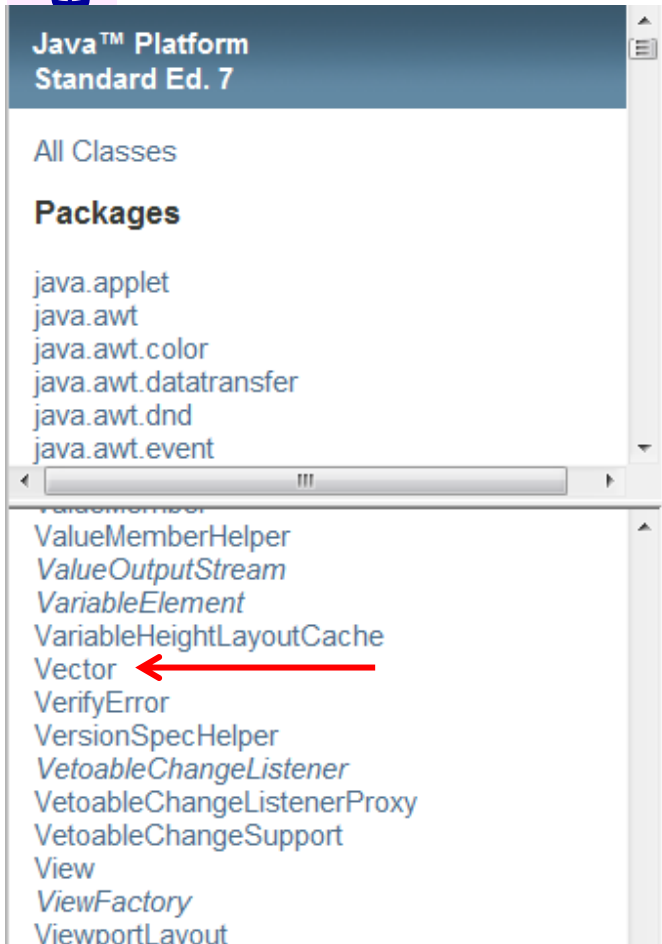 Java™ Platform
Standard Ed. 7
All Classes
Packages
java.applet
java.awt
java.awt.color
java.awt.datatransfer
java.awt.dnd
java.awt.event
ValueMember
ValueMemberHelper
ValueOutputStream
VariableElement
VariableHeightLayoutCache
Vector
VerifyError
VersionSpecHelper
VetoableChangeListener
VetoableChangeListenerProxy
VetoableChangeSupport
View
ViewFactory
ViewportLayout